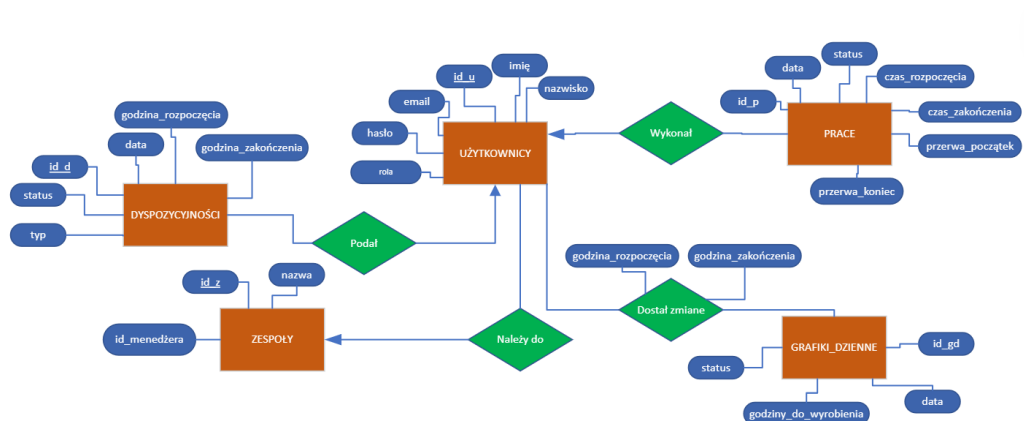 status
imię
data
id_u
czas_rozpoczęcia
nazwisko
email
id_p
godzina_rozpoczęcia
czas_zakończenia
hasło
Wykonał
PRACE
data
godzina_zakończenia
przerwa_początek
UŻYTKOWNICY
id_d
rola
przerwa_koniec
status
DYSPOZYCYJNOŚCI
typ
Podał
godzina_rozpoczęcia
godzina_zakończenia
nazwa
id_z
Dostał zmiane
id_menedżera
ZESPOŁY
Należy do
GRAFIKI_DZIENNE
id_gd
status
data
godziny_do_wyrobienia